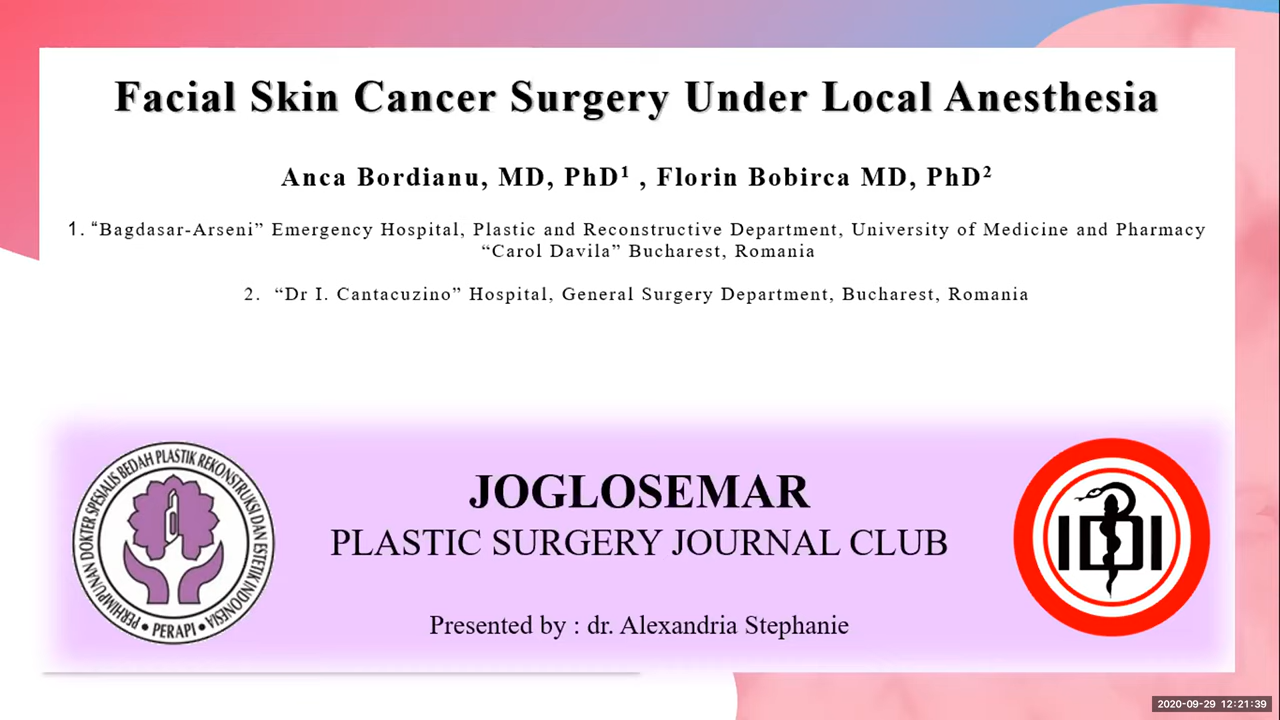 Facial Skin Cancer Surgery Under Local Anesthesia
Anca Bordianu, MD, PhD¹ , Florin Bobirca MD, PhD²
1. “Bagdasar-Arseni” Emergency Hospital, Plastic and Reconstructive Department, University of Medicine and Pharmacy
“Carol Davila” Bucharest, Romania
2. “Dr I. Cantacuzino” Hospital, General Surgery Department, Bucharest, Romania
PERHIMPUNAN DOKTER SPESIALIS BEDAH PLASTIK REKONSTRUKSI DAN ESTETIK INDONESIA
• PERAPI •
JOGLOSEMAR
PLASTIC SURGERY JOURNAL CLUB
Presented by : dr. Alexandria Stephanie
IDI
2020-09-29 12:21:39